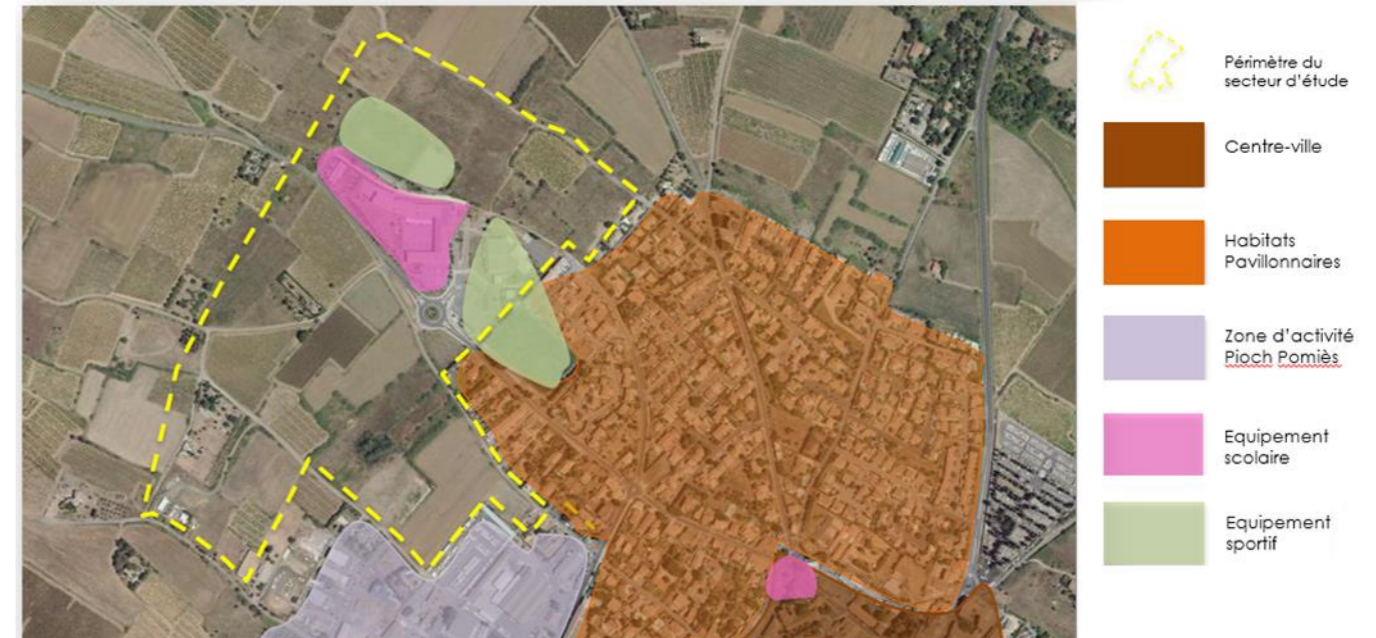 Périmètre du
secteur d'étude
Centre-ville
Habitats
Pavillonnaires
Zone d'activité
Pioch Pomiès
Equipement
scolaire
Equipement
sportif